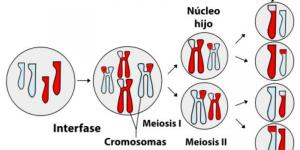 Núcleo
hijo
Interfase
Meiosis I
Cromosomas
Meiosis II